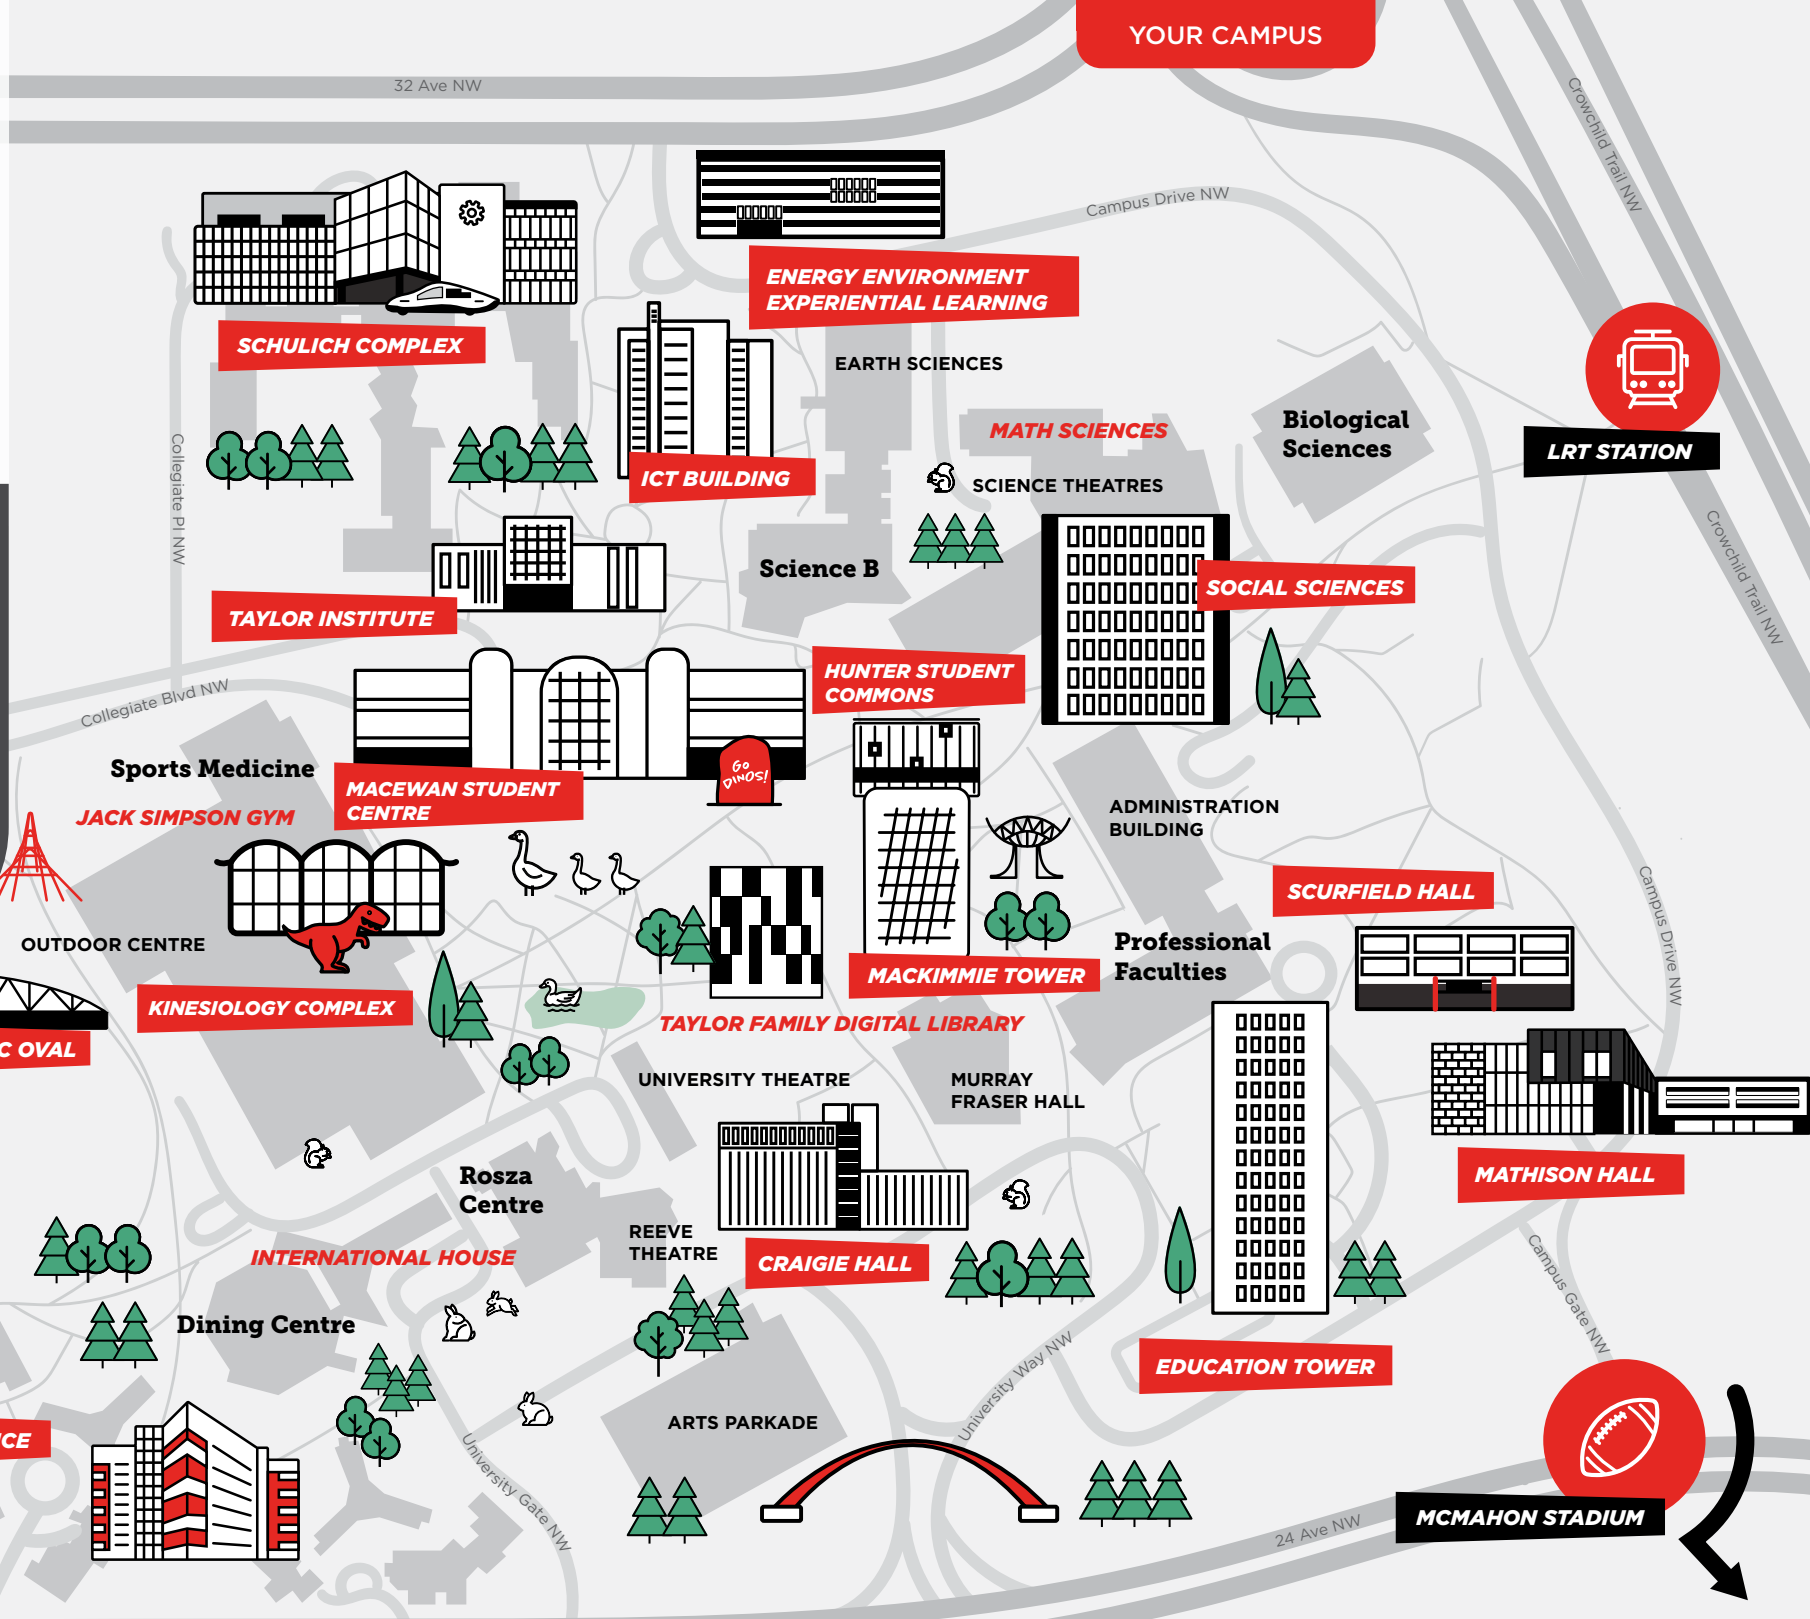 YOUR CAMPUS
32 Ave NW
Crowchild Trail NW
Campus Drive NW
ENERGY ENVIRONMENT
EXPERIENTIAL LEARNING
SCHULICH COMPLEX
EARTH SCIENCES
MATH SCIENCES
Biological
Sciences
LRT STATION
ICT BUILDING
SCIENCE THEATRES
Collegiate Pl NW
Crowchild Trail NW
Science B
SOCIAL SCIENCES
TAYLOR INSTITUTE
HUNTER STUDENT
COMMONS
Collegiate Blvd NW
Sports Medicine
GO
DINOS!
MACEWAN STUDENT
CENTRE
JACK SIMPSON GYM
ADMINISTRATION
BUILDING
SCURFIELD HALL
Campus Drive NW
OUTDOOR CENTRE
Professional
Faculties
MACKIMMIE TOWER
KINESIOLOGY COMPLEX
TAYLOR FAMILY DIGITAL LIBRARY
C OVAL
UNIVERSITY THEATRE
MURRAY
FRASER HALL
MATHISON HALL
Rosza
Centre
REEVE
THEATRE
INTERNATIONAL HOUSE
CRAIGIE HALL
Campus Gate NW
Dining Centre
University Way NW
EDUCATION TOWER
ARTS PARKADE
CE
University Gate NW
MCMAHON STADIUM
24 Ave NW